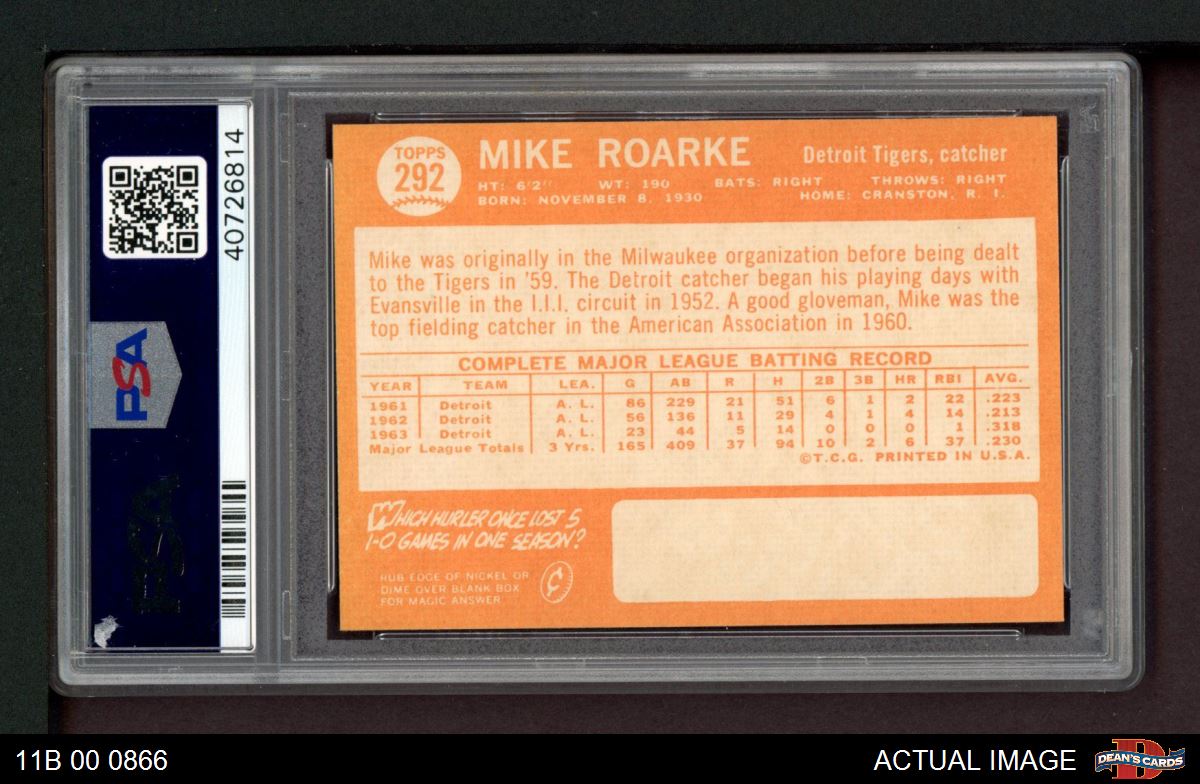 40726814
PSA
PSA
TOPPS
292
MIKE ROARKE
Detroit Tigers, catcher
HT: 6'2" WT: 190 BATS: RIGHT THROWS: RIGHT
BORN: NOVEMBER 8, 1930 HOME: CRANSTON, R. I.
Mike was originally in the Milwaukee organization before being dealt
to the Tigers in '59. The Detroit catcher began his playing days with
Evansville in the I.I.I. circuit in 1952. A good gloveman, Mike was the
top fielding catcher in the American Association in 1960.
COMPLETE MAJOR LEAGUE BATTING RECORD
YEAR TEAM LEA. G AB R H 2B 3B HR RBI AVG.
1961 Detroit A. L. 86 229 21 51 6 1 2 22 .223
1962 Detroit A. L. 56 136 11 29 4 1 4 14 .213
1963 Detroit A. L. 23 44 5 14 0 0 0 1 .318
Major League Totals 3 Yrs. 165 409 37 94 10 2 6 37 .230
©T.C.G. PRINTED IN U.S.A.
WHICH HURLER ONCE LOST 5
1-0 GAMES IN ONE SEASON?
RUB EDGE OF NICKEL OR
DIME OVER BLANK BOX
FOR MAGIC ANSWER
¢
11B 00 0866
ACTUAL IMAGE
D
DEAN'S CARDS